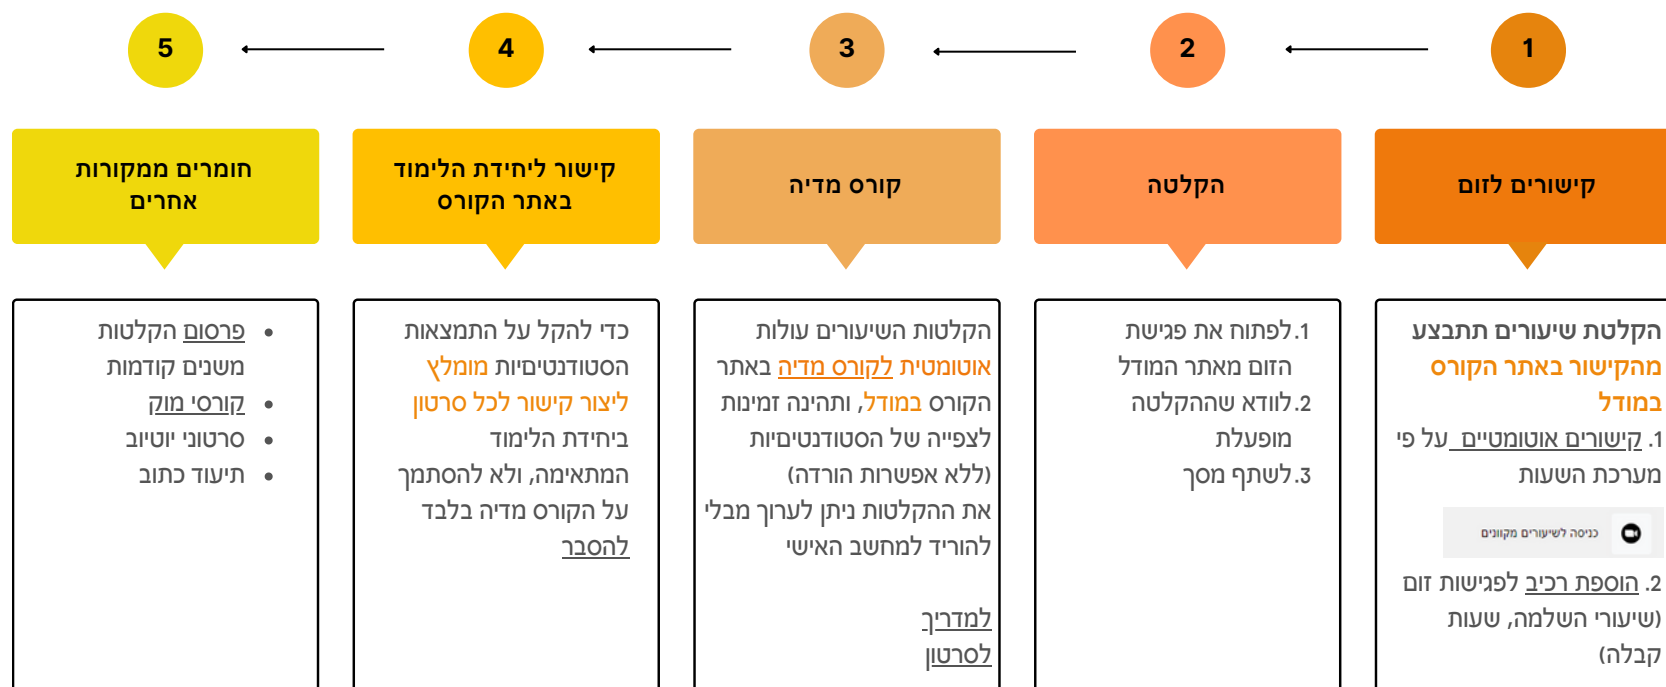 1
2
3
4
5
קישורים לזום
הקלטה
קורס מדיה
קישור ליחידת הלימוד
באתר הקורס
חומרים ממקורות
אחרים
הקלטת שיעורים תתבצע
מהקישור באתר הקורס
במודל
1. קישורים אוטומטיים על פי
מערכת השעות
כניסה לשיעורים מקוונים
2. הוספת רכיב לפגישות זום
(שיעורי השלמה, שעות
קבלה)
1. לפתוח את פגישת
הזום מאתר המודל
2. לוודא שההקלטה
מופעלת
3. לשתף מסך
הקלטות השיעורים עולות
אוטומטית לקורס מדיה באתר
הקורס במודל, ותהינה זמינות
לצפייה של הסטודנטים׃יות
(ללא אפשרות הורדה)
את ההקלטות ניתן לערוך מבלי
להוריד למחשב האישי
למדריך
לסרטון
כדי להקל על התמצאות
הסטודנטים׃יות מומלץ
ליצור קישור לכל סרטון
ביחידת הלימוד
המתאימה, ולא להסתמך
על הקורס מדיה בלבד
להסבר
• פרסום הקלטות
משנים קודמות
• קורסי מוק
• סרטוני יוטיוב
• תיעוד כתוב